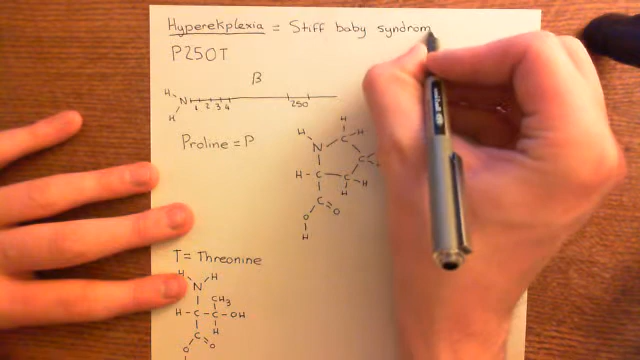 Hyperekplexia = Stiff baby syndrom
P250T
β
H
N
H
1 2 3 4 250
Proline = P
H
H N C H
C
H - C - C H
H
C
O O
H
T = Threonine
H H
N
CH3
H - C - C - OH
H
C
O O